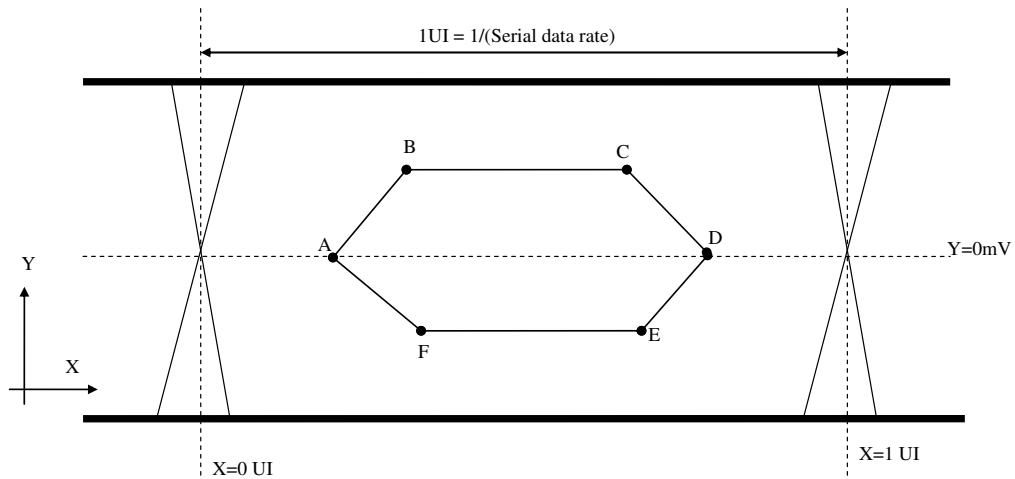 1UI = 1/(Serial data rate)
B
C
A
D
Y=0mV
Y
X
F
E
X=0 UI
X=1 UI